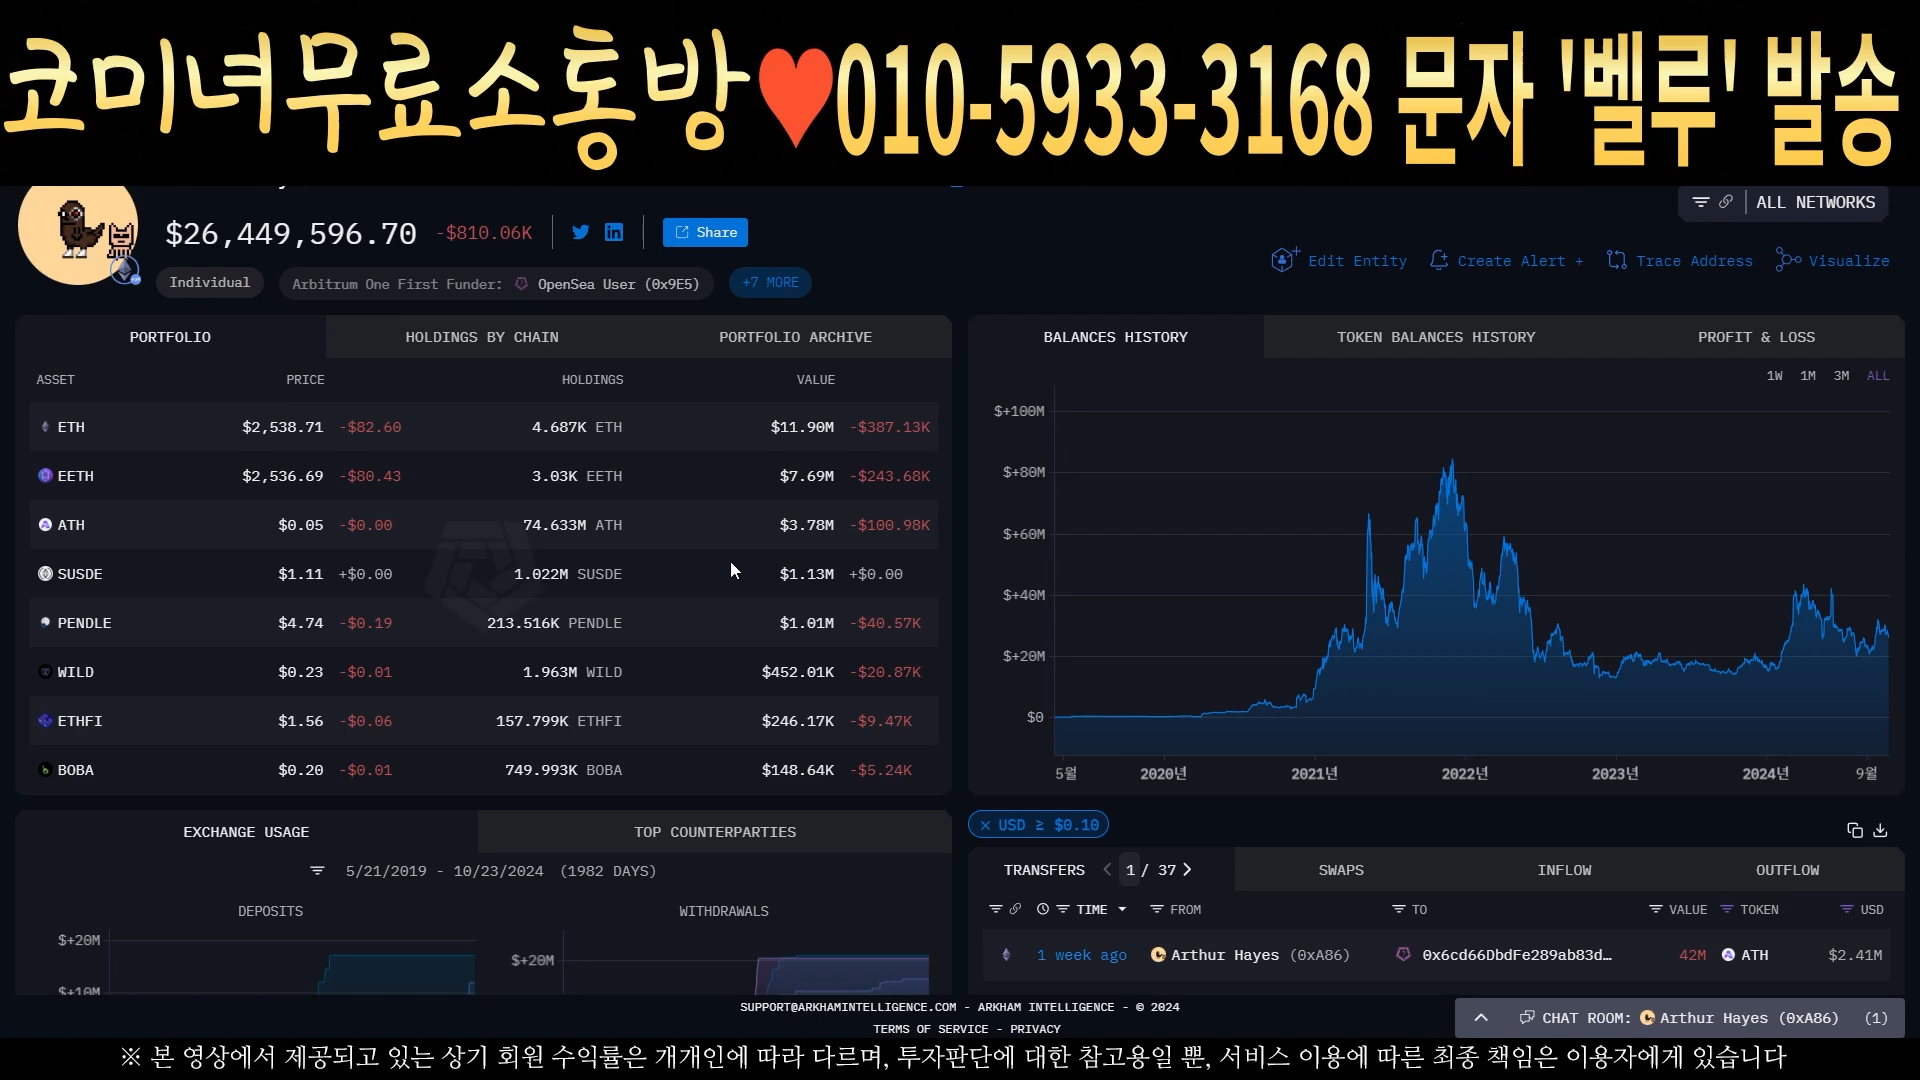 코미녀무료소통방♥010-5933-3168 문자 '벨루' 발송
$26,449,596.70 -$810.06K Share
ALL NETWORKS
Edit Entity Create Alert + Trace Address Visualize
Individual Arbitrum One First Funder: OpenSea User (0x9E5) +7 MORE
PORTFOLIO HOLDINGS BY CHAIN PORTFOLIO ARCHIVE
ASSET PRICE HOLDINGS VALUE
ETH $2,538.71 -$82.60 4.687K ETH $11.90M -$387.13K
EETH $2,536.69 -$80.43 3.03K EETH $7.69M -$243.68K
ATH $0.05 -$0.00 74.633M ATH $3.78M -$100.98K
SUSDE $1.11 +$0.00 1.022M SUSDE $1.13M +$0.00
PENDLE $4.74 -$0.19 213.516K PENDLE $1.01M -$40.57K
WILD $0.23 -$0.01 1.963M WILD $452.01K -$20.87K
ETHFI $1.56 -$0.06 157.799K ETHFI $246.17K -$9.47K
BOBA $0.20 -$0.01 749.993K BOBA $148.64K -$5.24K
BALANCES HISTORY TOKEN BALANCES HISTORY PROFIT & LOSS
1W 1M 3M ALL
$+100M
$+80M
$+60M
$+40M
$+20M
$0
5월 2020년 2021년 2022년 2023년 2024년 9월
EXCHANGE USAGE TOP COUNTERPARTIES
5/21/2019 - 10/23/2024 (1982 DAYS)
DEPOSITS WITHDRAWALS
$+20M
$+20M
$+10M
× USD ≥ $0.10
TRANSFERS < 1 / 37 > SWAPS INFLOW OUTFLOW
TIME FROM TO VALUE TOKEN USD
1 week ago Arthur Hayes (0xA86) 0x6cd66DbdFe289ab83d… 42M ATH $2.41M
SUPPORT@ARKHAMINTELLIGENCE.COM - ARKHAM INTELLIGENCE - © 2024
TERMS OF SERVICE - PRIVACY
CHAT ROOM: Arthur Hayes (0xA86) (1)
※ 본 영상에서 제공되고 있는 상기 회원 수익률은 개개인에 따라 다르며, 투자판단에 대한 참고용일 뿐, 서비스 이용에 따른 최종 책임은 이용자에게 있습니다